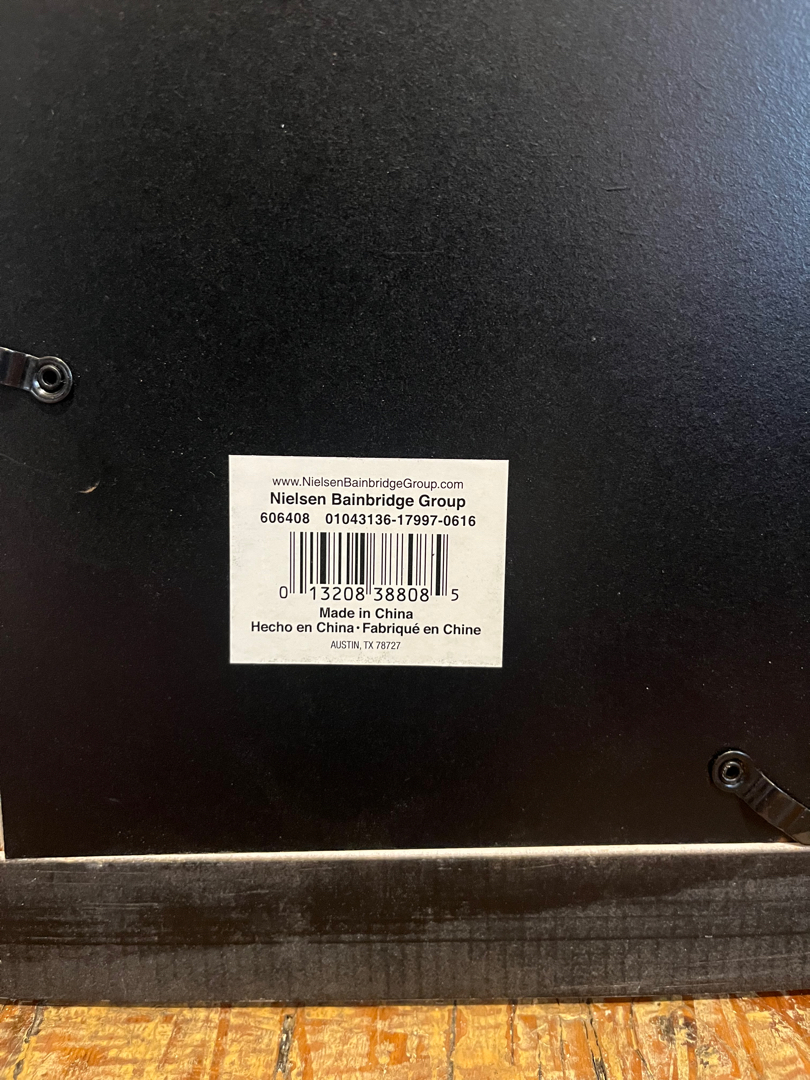 www.NielsenBainbridgeGroup.com
Nielsen Bainbridge Group
606408 01043136-17997-0616
0 13208 38808 5
Made in China
Hecho en China • Fabriqué en Chine
AUSTIN, TX 78727